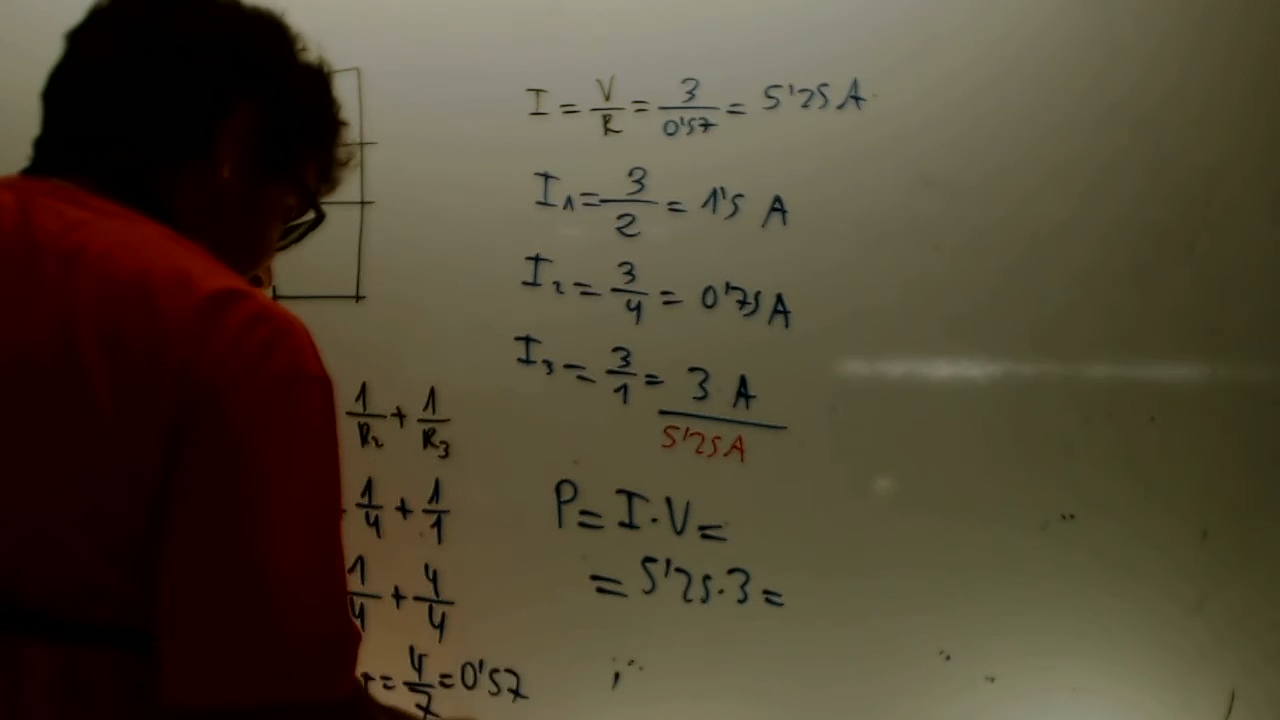 I = V/R = 3/0'57 = 5'25 A
I₁ = 3/2 = 1'5 A
I₂ = 3/4 = 0'75 A
I₃ = 3/1 = 3 A
5'25 A
1/R₂ + 1/R₃
1/4 + 1/1
1/4 + 4/4
= 4/7 = 0'57
P = I · V =
= 5'25 · 3 =